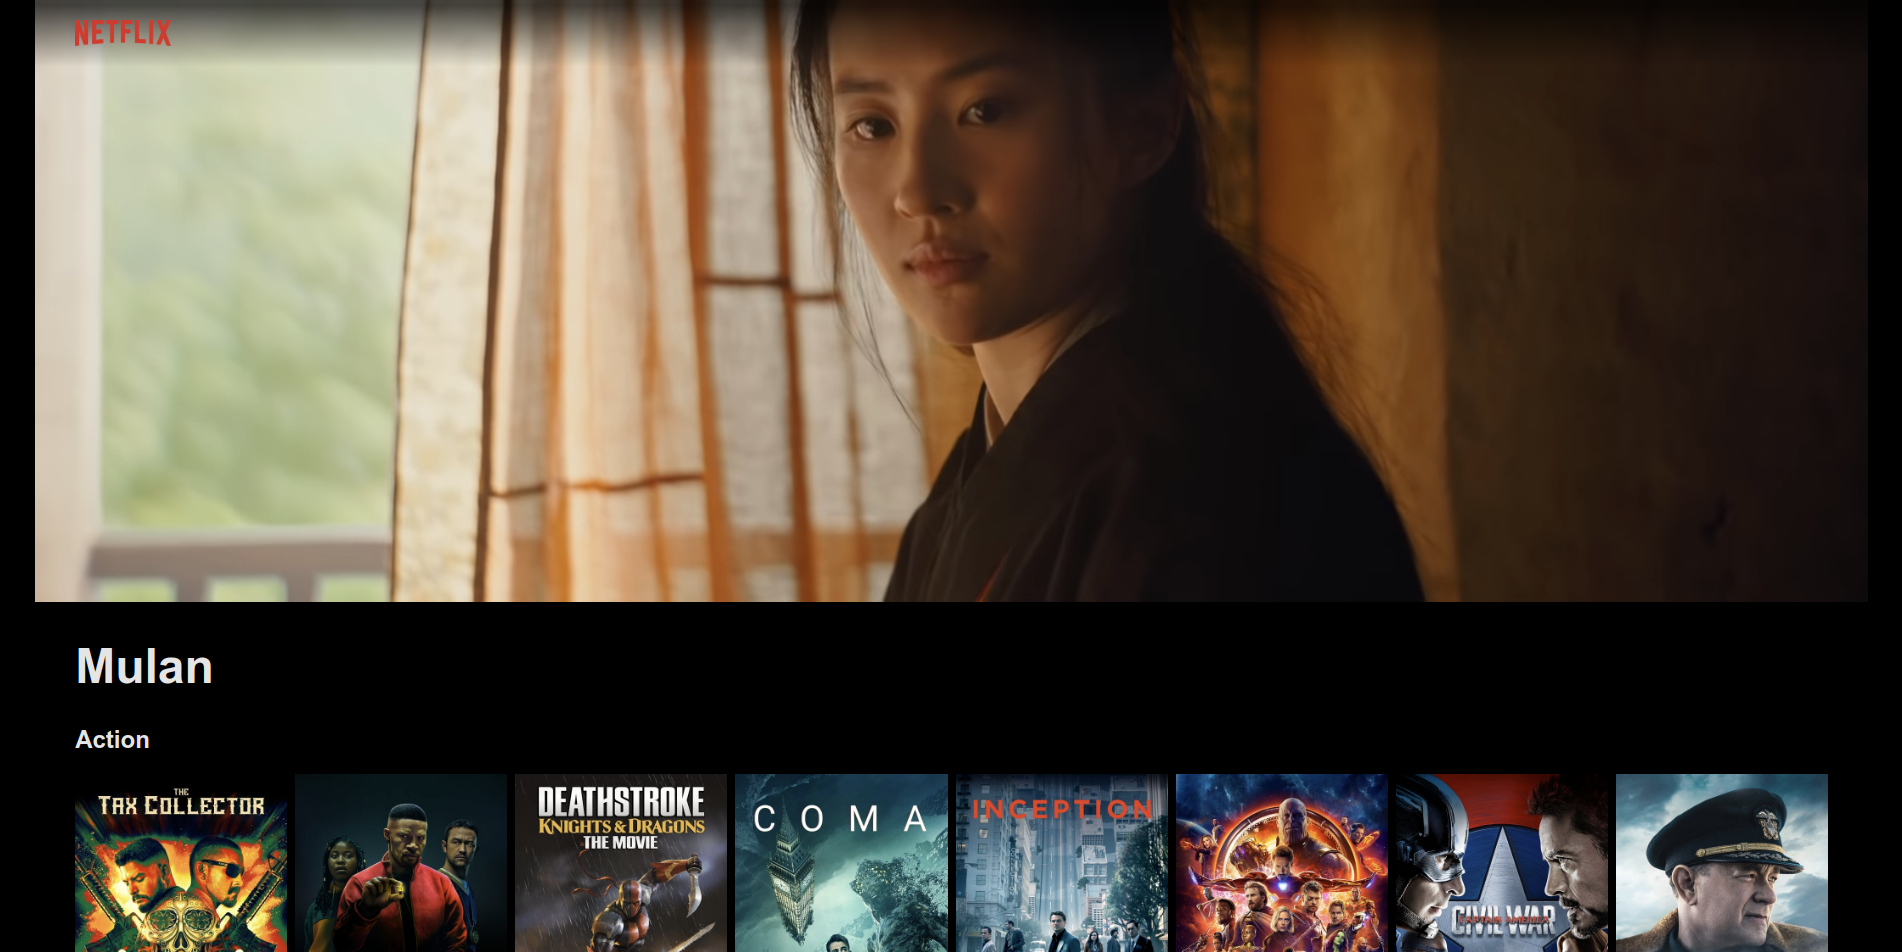 NETFLIX
Mulan
Action
THE
TAX COLLECTOR
DEATHSTROKE
KNIGHTS & DRAGONS
THE MOVIE
COMA
INCEPTION
CAPTAIN AMERICA
CIVIL WAR